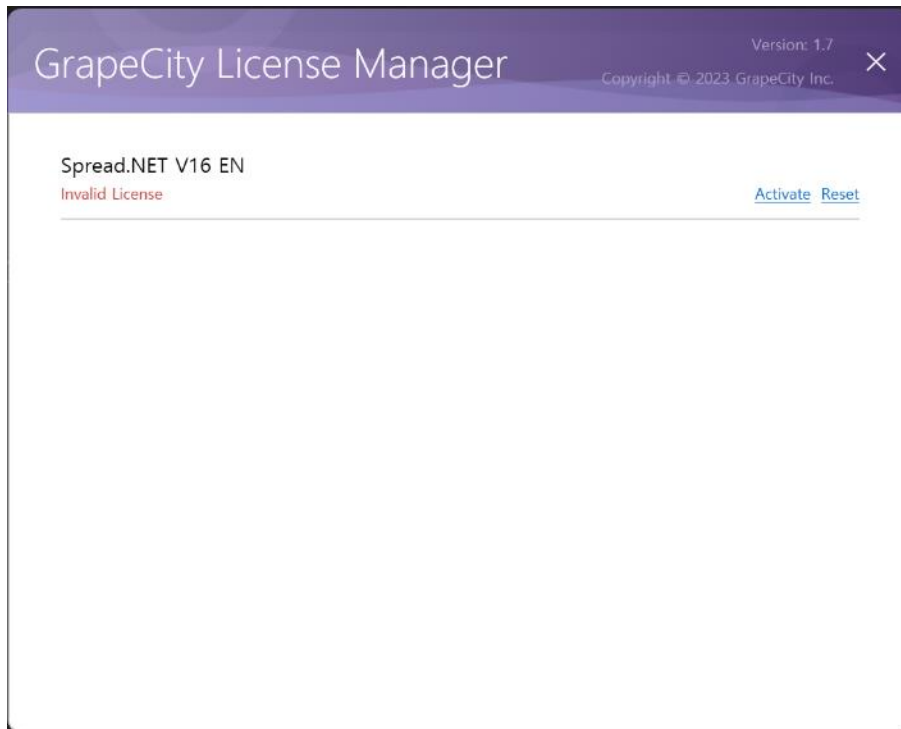 GrapeCity License Manager
Version: 1.7
Copyright © 2023 GrapeCity Inc.
Spread.NET V16 EN
Invalid License
Activate Reset